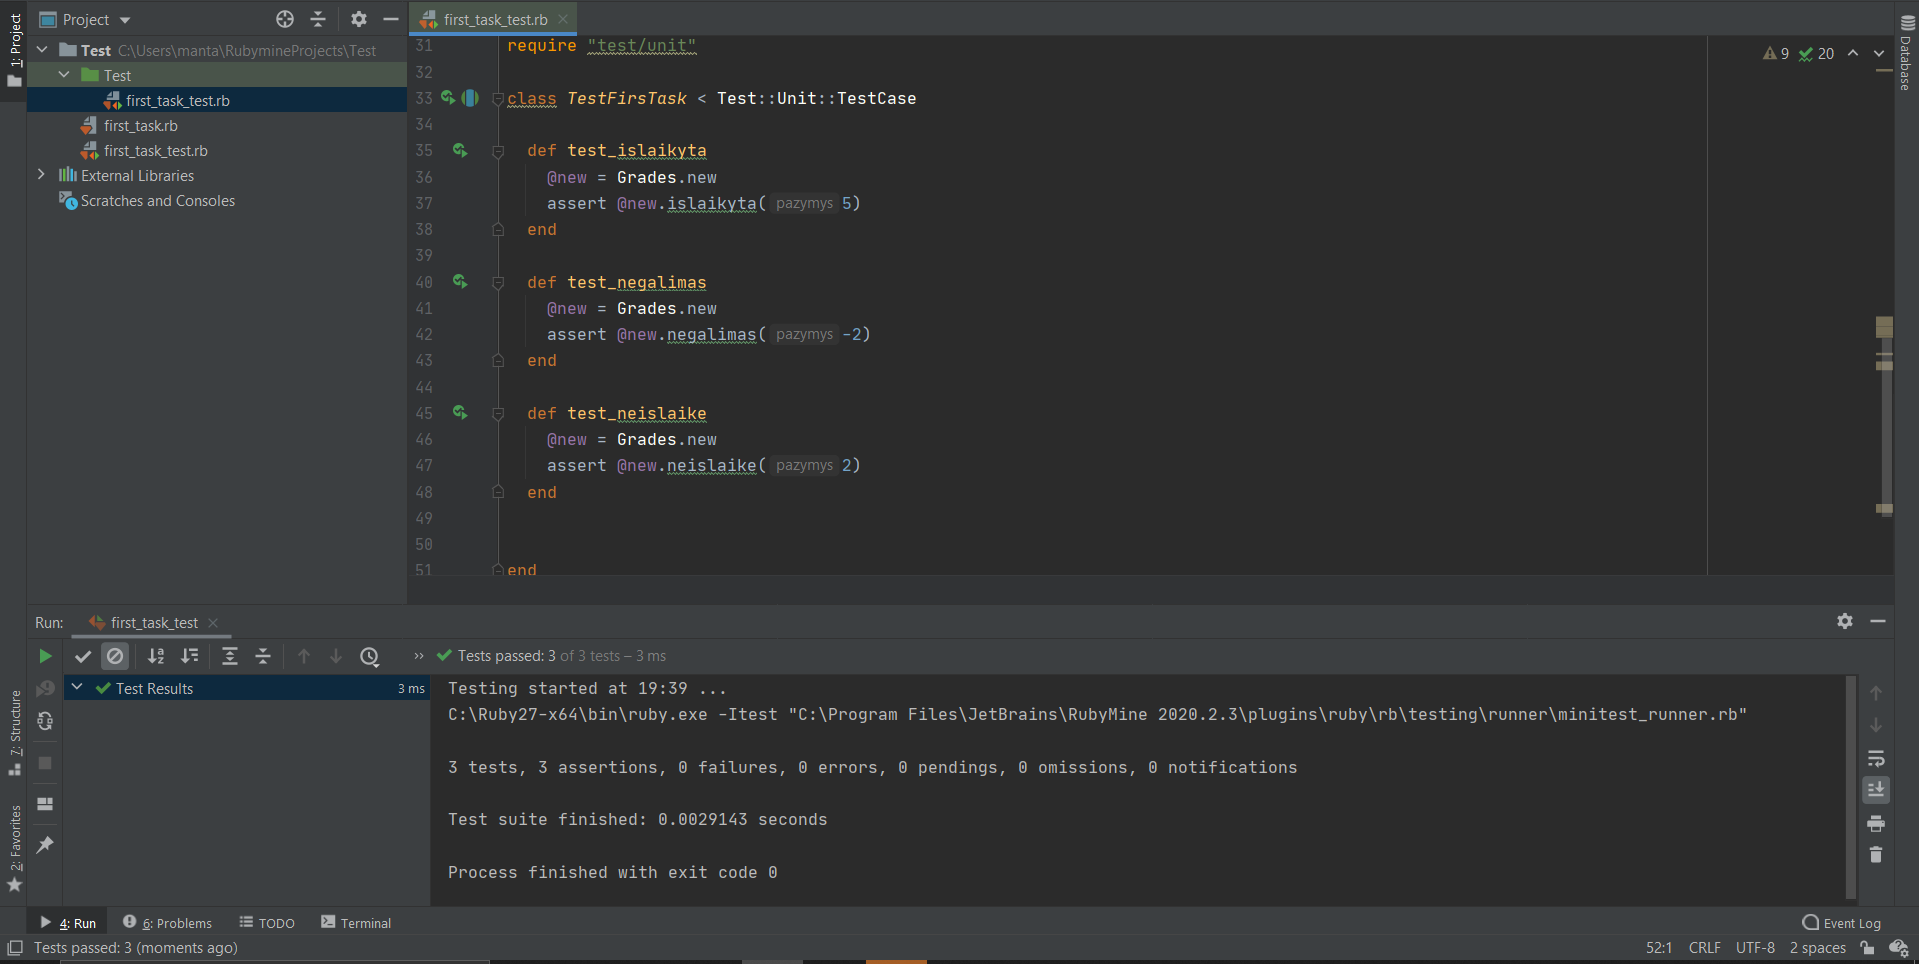 Project
first_task_test.rb
1: Project
Database
Test C:\Users\manta\RubymineProjects\Test
Test
first_task_test.rb
first_task.rb
first_task_test.rb
External Libraries
Scratches and Consoles
9 20
31 require "test/unit"
32
33 class TestFirsTask < Test::Unit::TestCase
34
35 def test_islaikyta
36 @new = Grades.new
37 assert @new.islaikyta( pazymys 5)
38 end
39
40 def test_negalimas
41 @new = Grades.new
42 assert @new.negalimas( pazymys -2)
43 end
44
45 def test_neislaike
46 @new = Grades.new
47 assert @new.neislaike( pazymys 2)
48 end
49
50
51 end
Run: first_task_test
» Tests passed: 3 of 3 tests – 3 ms
Test Results 3 ms
Testing started at 19:39 ...
C:\Ruby27-x64\bin\ruby.exe -Itest "C:\Program Files\JetBrains\RubyMine 2020.2.3\plugins\ruby\rb\testing\runner\minitest_runner.rb"
3 tests, 3 assertions, 0 failures, 0 errors, 0 pendings, 0 omissions, 0 notifications
Test suite finished: 0.0029143 seconds
Process finished with exit code 0
7: Structure
2: Favorites
4: Run 6: Problems TODO Terminal Event Log
Tests passed: 3 (moments ago) 52:1 CRLF UTF-8 2 spaces